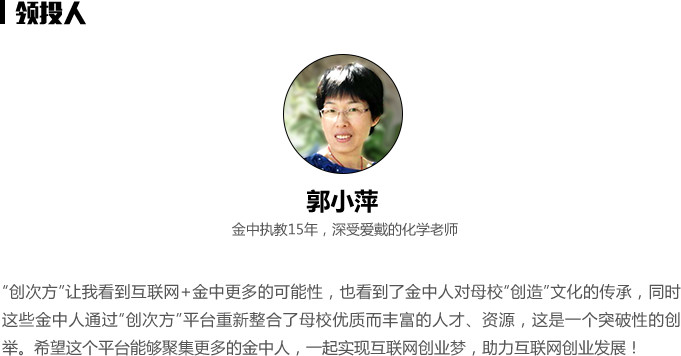 领投人
郭小萍
金中执教15年，深受爱戴的化学老师
“创次方”让我看到互联网+金中更多的可能性，也看到了金中人对母校“创造”文化的传承，同时
这些金中人通过“创次方”平台重新整合了母校优质而丰富的人才、资源，这是一个突破性的创
举。希望这个平台能够聚集更多的金中人，一起实现互联网创业梦，助力互联网创业发展！